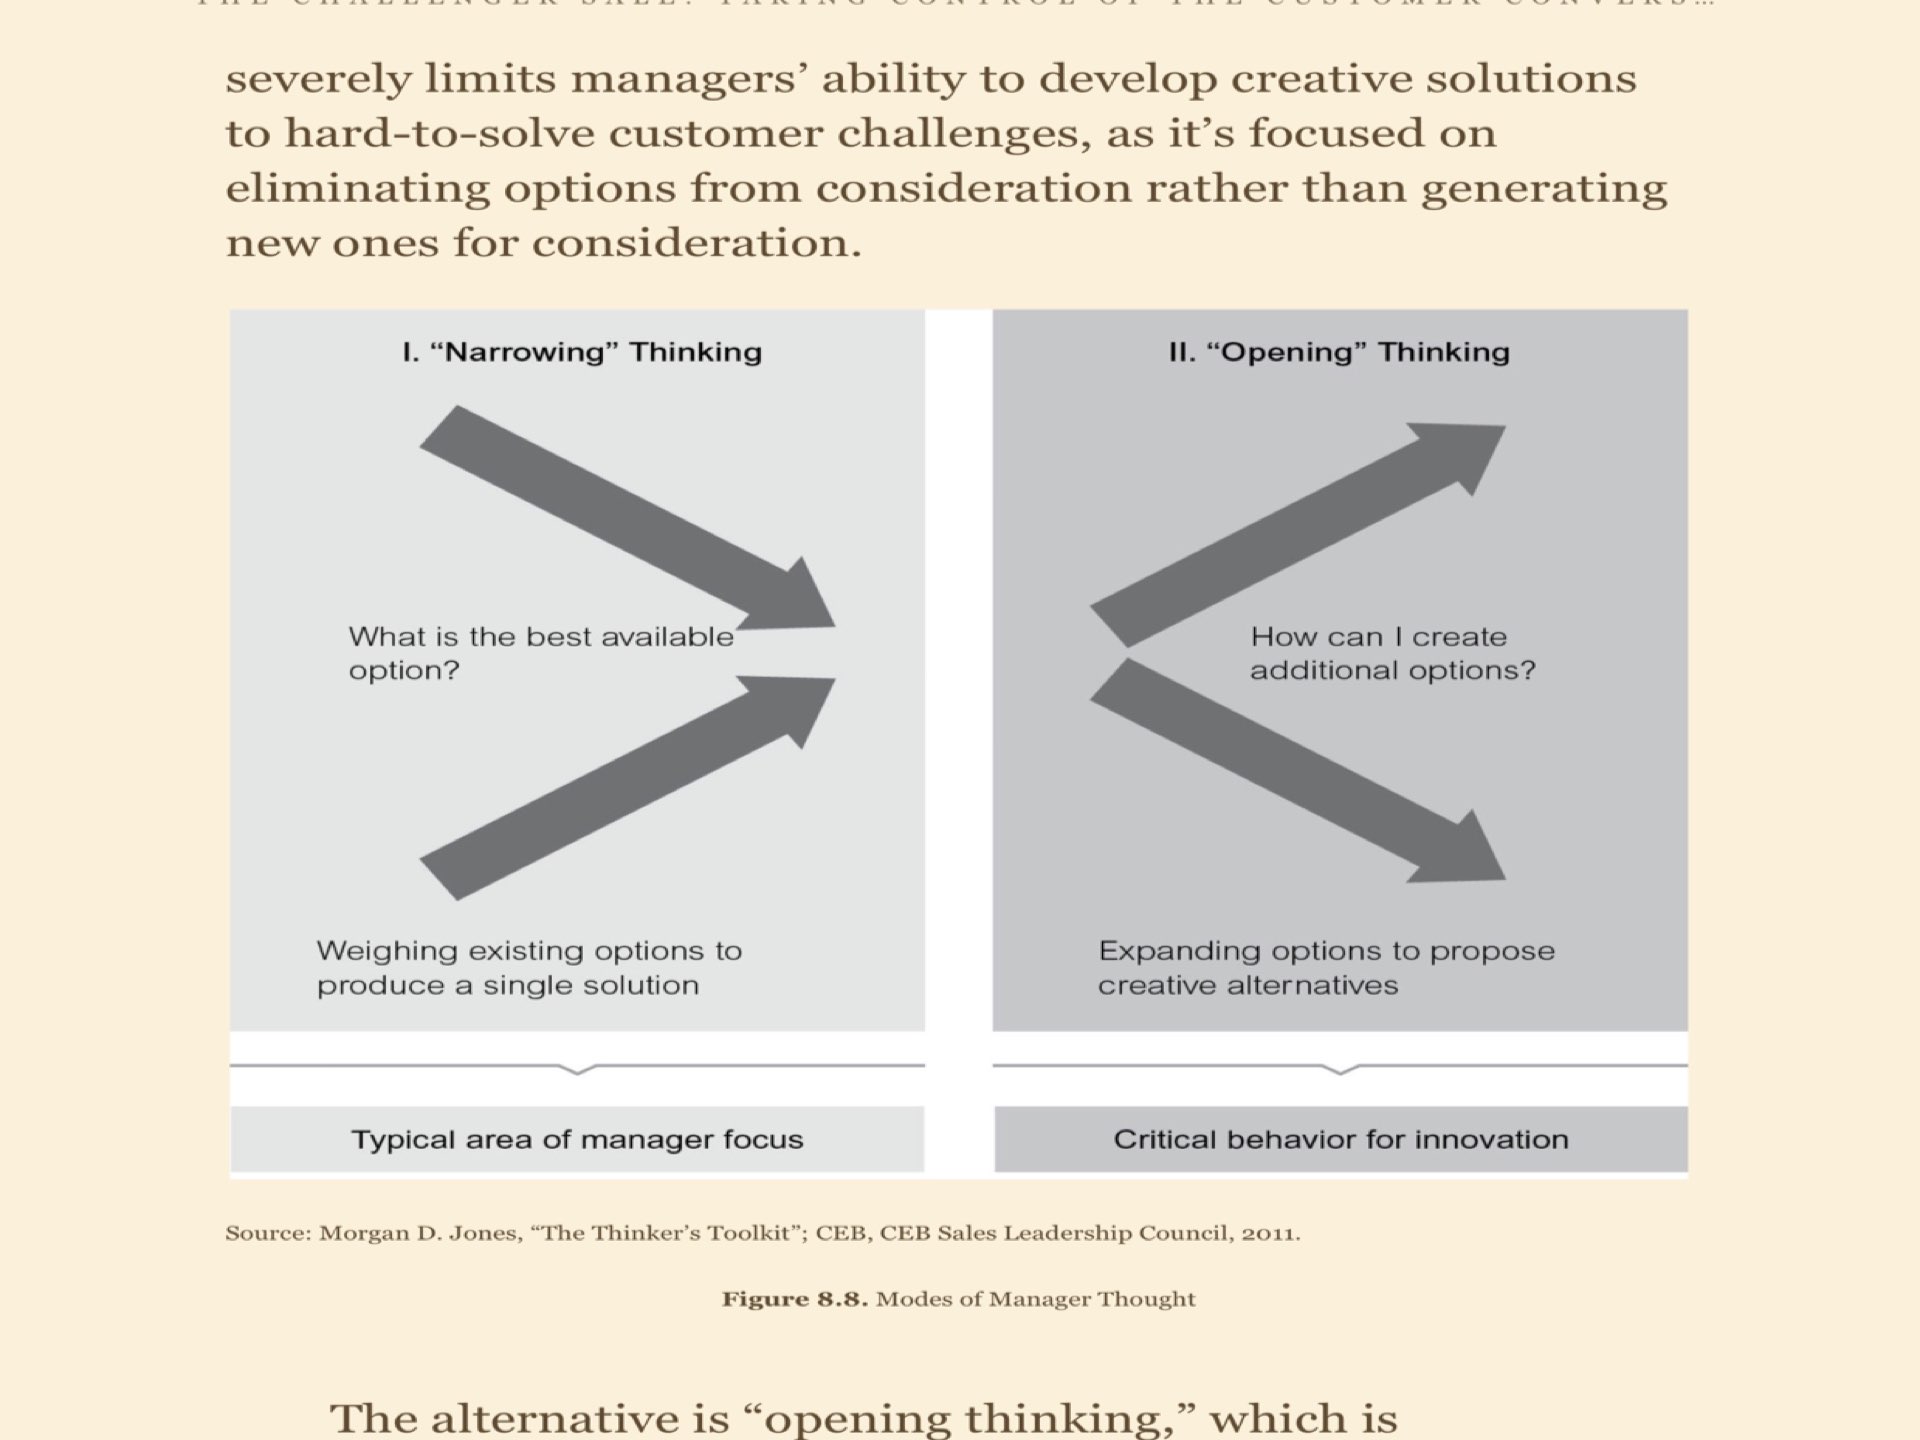 THE CHALLENGER SALE: TAKING CONTROL OF THE CUSTOMER CONVERS...
severely limits managers’ ability to develop creative solutions
to hard-to-solve customer challenges, as it’s focused on
eliminating options from consideration rather than generating
new ones for consideration.
I. “Narrowing” Thinking
What is the best available
option?
Weighing existing options to
produce a single solution
Typical area of manager focus
II. “Opening” Thinking
How can I create
additional options?
Expanding options to propose
creative alternatives
Critical behavior for innovation
Source: Morgan D. Jones, “The Thinker’s Toolkit”; CEB, CEB Sales Leadership Council, 2011.
Figure 8.8. Modes of Manager Thought
The alternative is “opening thinking,” which is